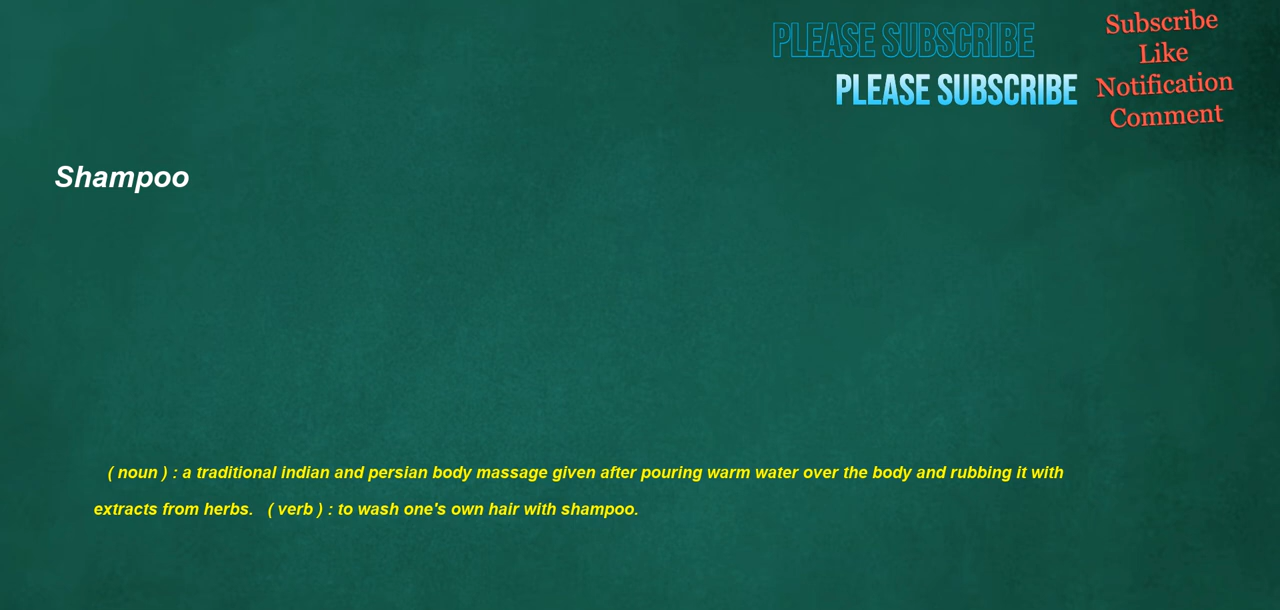 PLEASE SUBSCRIBE
PLEASE SUBSCRIBE
Subscribe
Like
Notification
Comment
Shampoo
( noun ) : a traditional indian and persian body massage given after pouring warm water over the body and rubbing it with
extracts from herbs. ( verb ) : to wash one's own hair with shampoo.